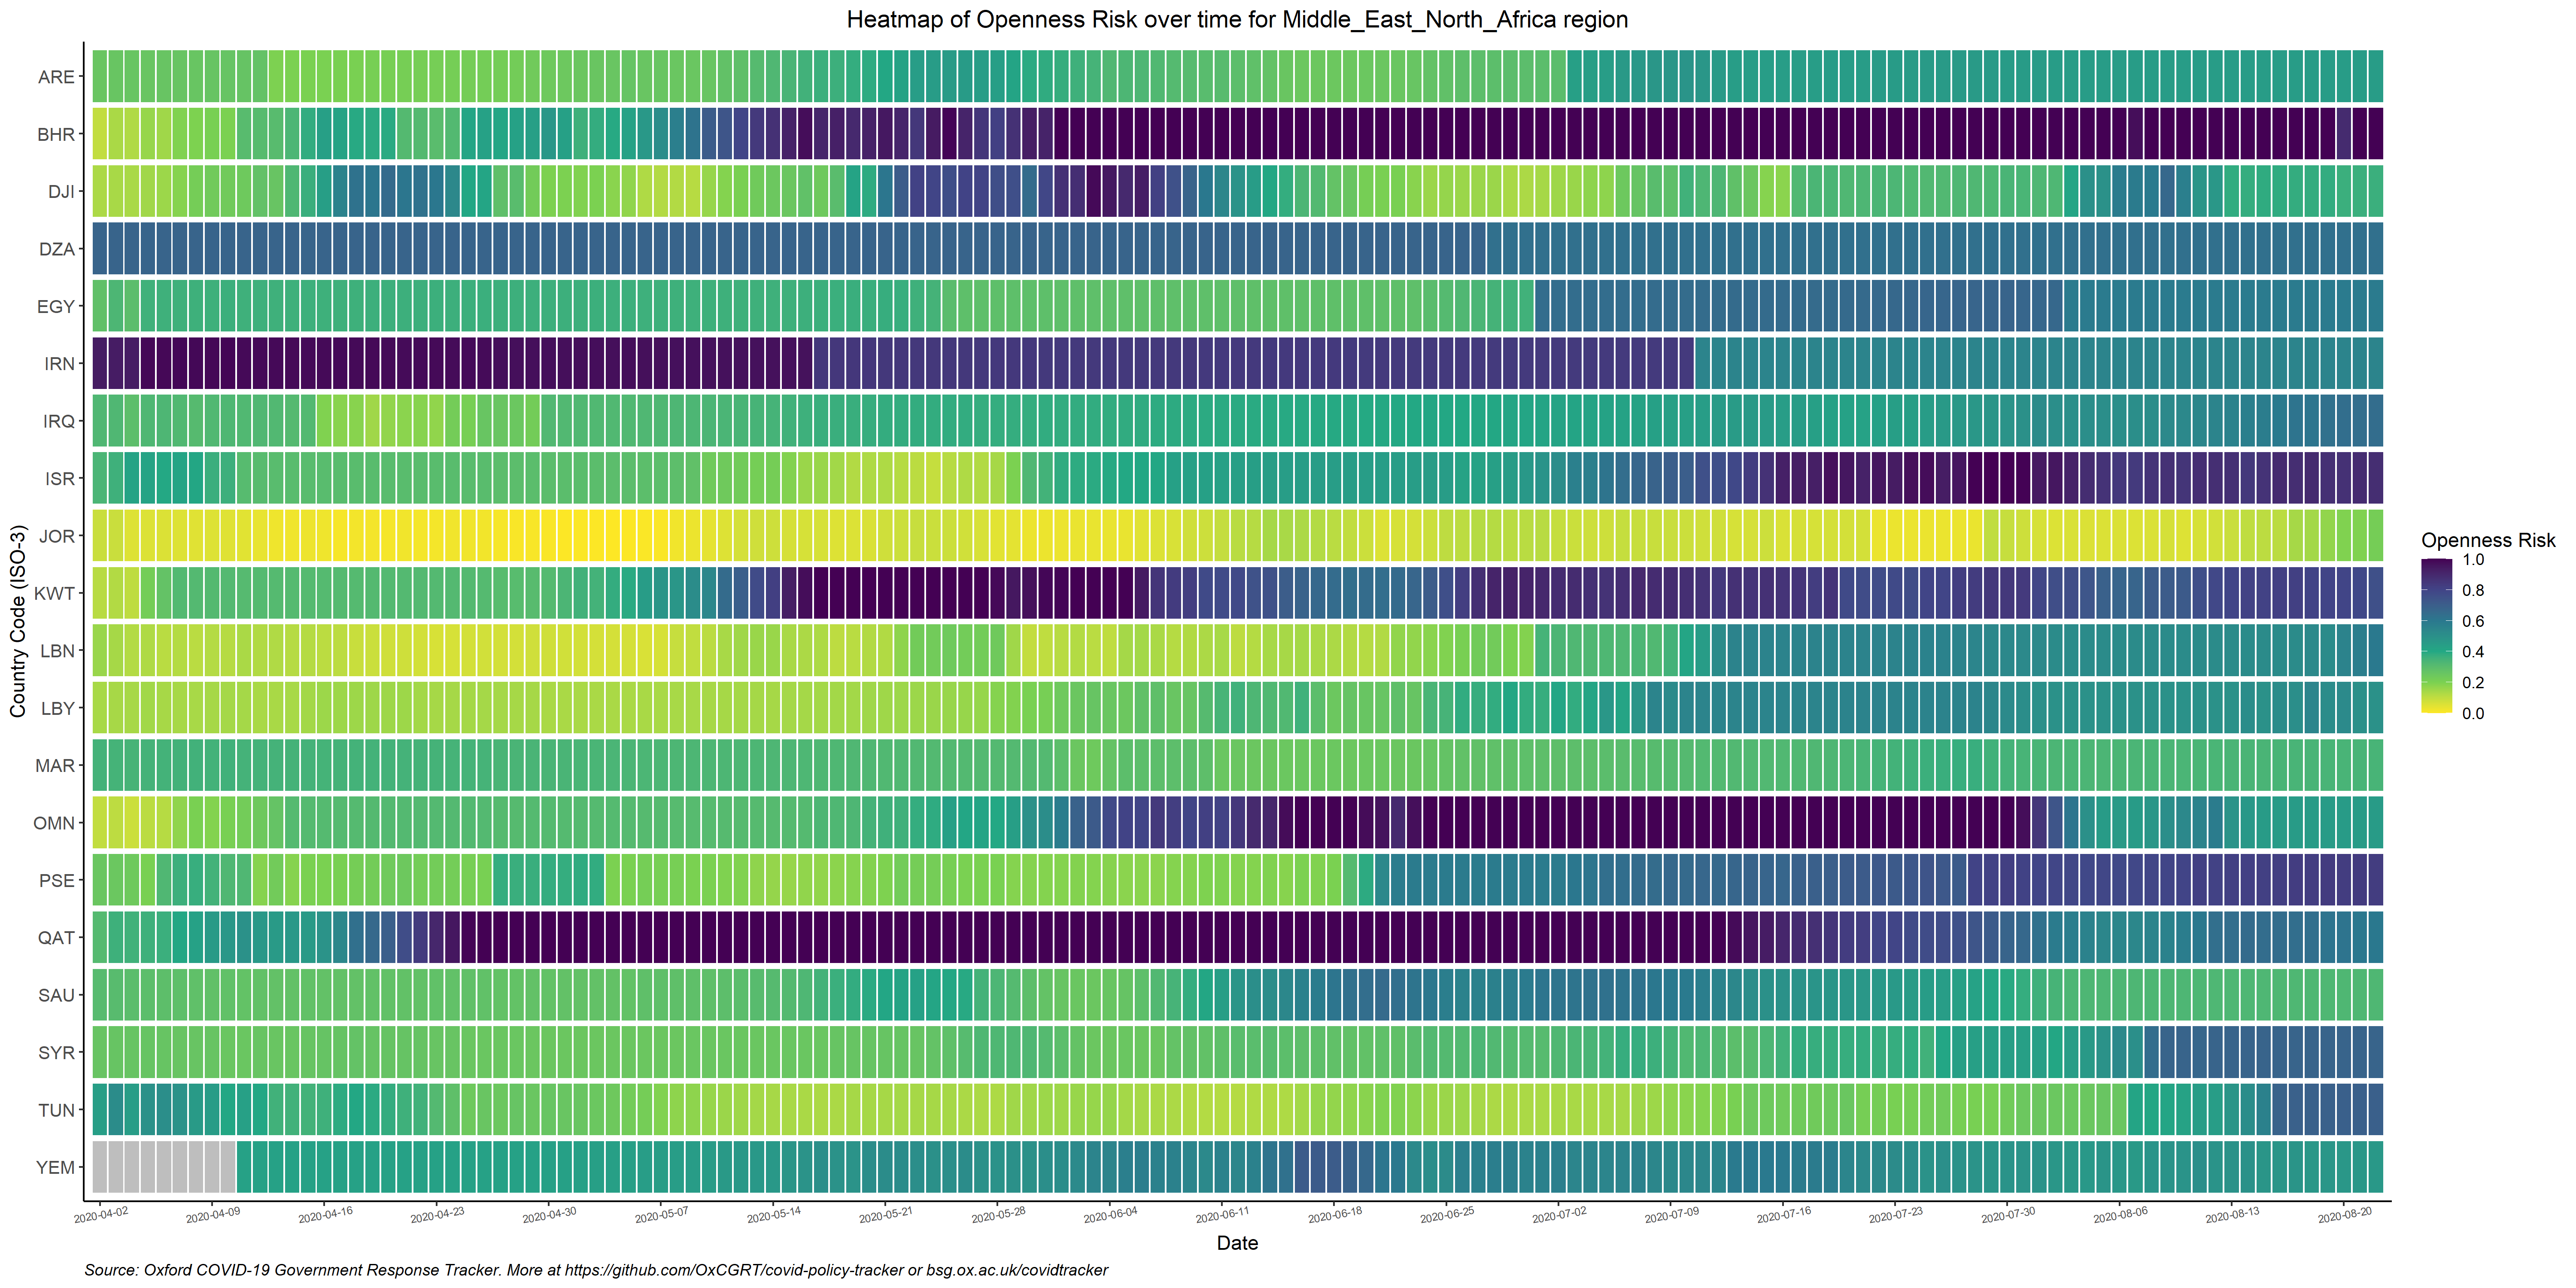 Heatmap of Openness Risk over time for Middle_East_North_Africa region
Country Code (ISO-3)
ARE
BHR
DJI
DZA
EGY
IRN
IRQ
ISR
JOR
KWT
LBN
LBY
MAR
OMN
PSE
QAT
SAU
SYR
TUN
YEM
Openness Risk
1.0
0.8
0.6
0.4
0.2
0.0
2020-04-02 2020-04-09 2020-04-16 2020-04-23 2020-04-30 2020-05-07 2020-05-14 2020-05-21 2020-05-28 2020-06-04 2020-06-11 2020-06-18 2020-06-25 2020-07-02 2020-07-09 2020-07-16 2020-07-23 2020-07-30 2020-08-06 2020-08-13 2020-08-20
Date
Source: Oxford COVID-19 Government Response Tracker. More at https://github.com/OxCGRT/covid-policy-tracker or bsg.ox.ac.uk/covidtracker